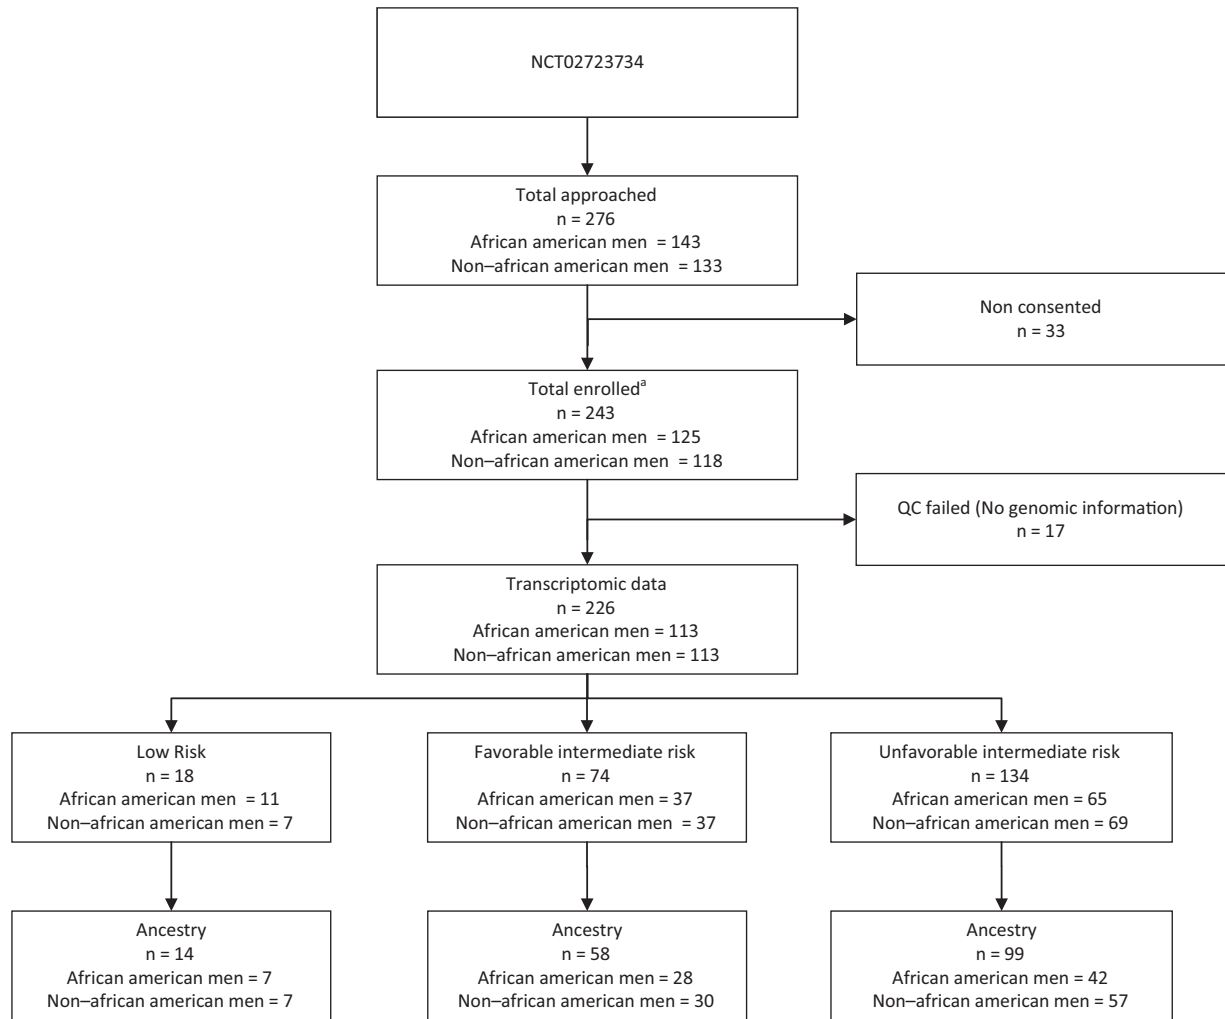 NCT02723734
Total approached
n = 276
African american men  = 143
Non–african american men = 133
Non consented
n = 33
Total enrolledᵃ
n = 243
African american men  = 125
Non–african american men = 118
QC failed (No genomic information)
n = 17
Transcriptomic data
n = 226
African american men = 113
Non–african american men = 113
Low Risk
n = 18
African american men  = 11
Non–african american men = 7
Favorable intermediate risk
n = 74
African american men = 37
Non–african american men  = 37
Unfavorable intermediate risk
n = 134
African american men = 65
Non–african american men = 69
Ancestry
n = 14
African american men = 7
Non–african american men = 7
Ancestry
n = 58
African american men = 28
Non–african american men = 30
Ancestry
n = 99
African american men = 42
Non–african american men = 57